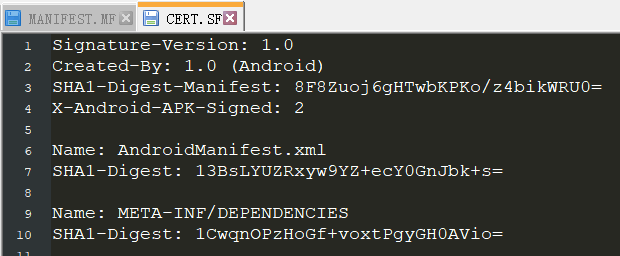 MANIFEST.MF CERT.SF
1 Signature-Version: 1.0
2 Created-By: 1.0 (Android)
3 SHA1-Digest-Manifest: 8F8Zuoj6gHTwbKPKo/z4bikWRU0=
4 X-Android-APK-Signed: 2
5
6 Name: AndroidManifest.xml
7 SHA1-Digest: 13BsLYUZRxyw9YZ+ecY0GnJbk+s=
8
9 Name: META-INF/DEPENDENCIES
10 SHA1-Digest: 1CwqnOPzHoGf+voxtPgyGH0AVio=
11